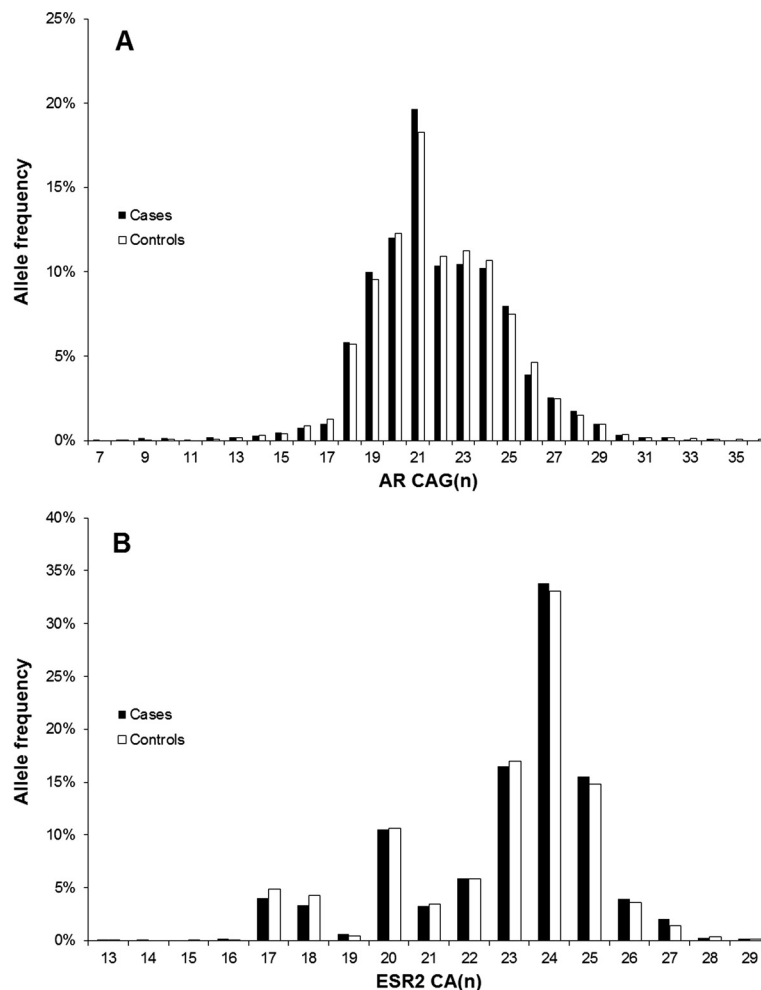 A
25%
20%
15%
10%
5%
0%
Allele frequency
Cases
Controls
7 9 11 13 15 17 19 21 23 25 27 29 31 33 35
AR CAG(n)
B
40%
35%
30%
25%
20%
15%
10%
5%
0%
Allele frequency
Cases
Controls
13 14 15 16 17 18 19 20 21 22 23 24 25 26 27 28 29
ESR2 CA(n)